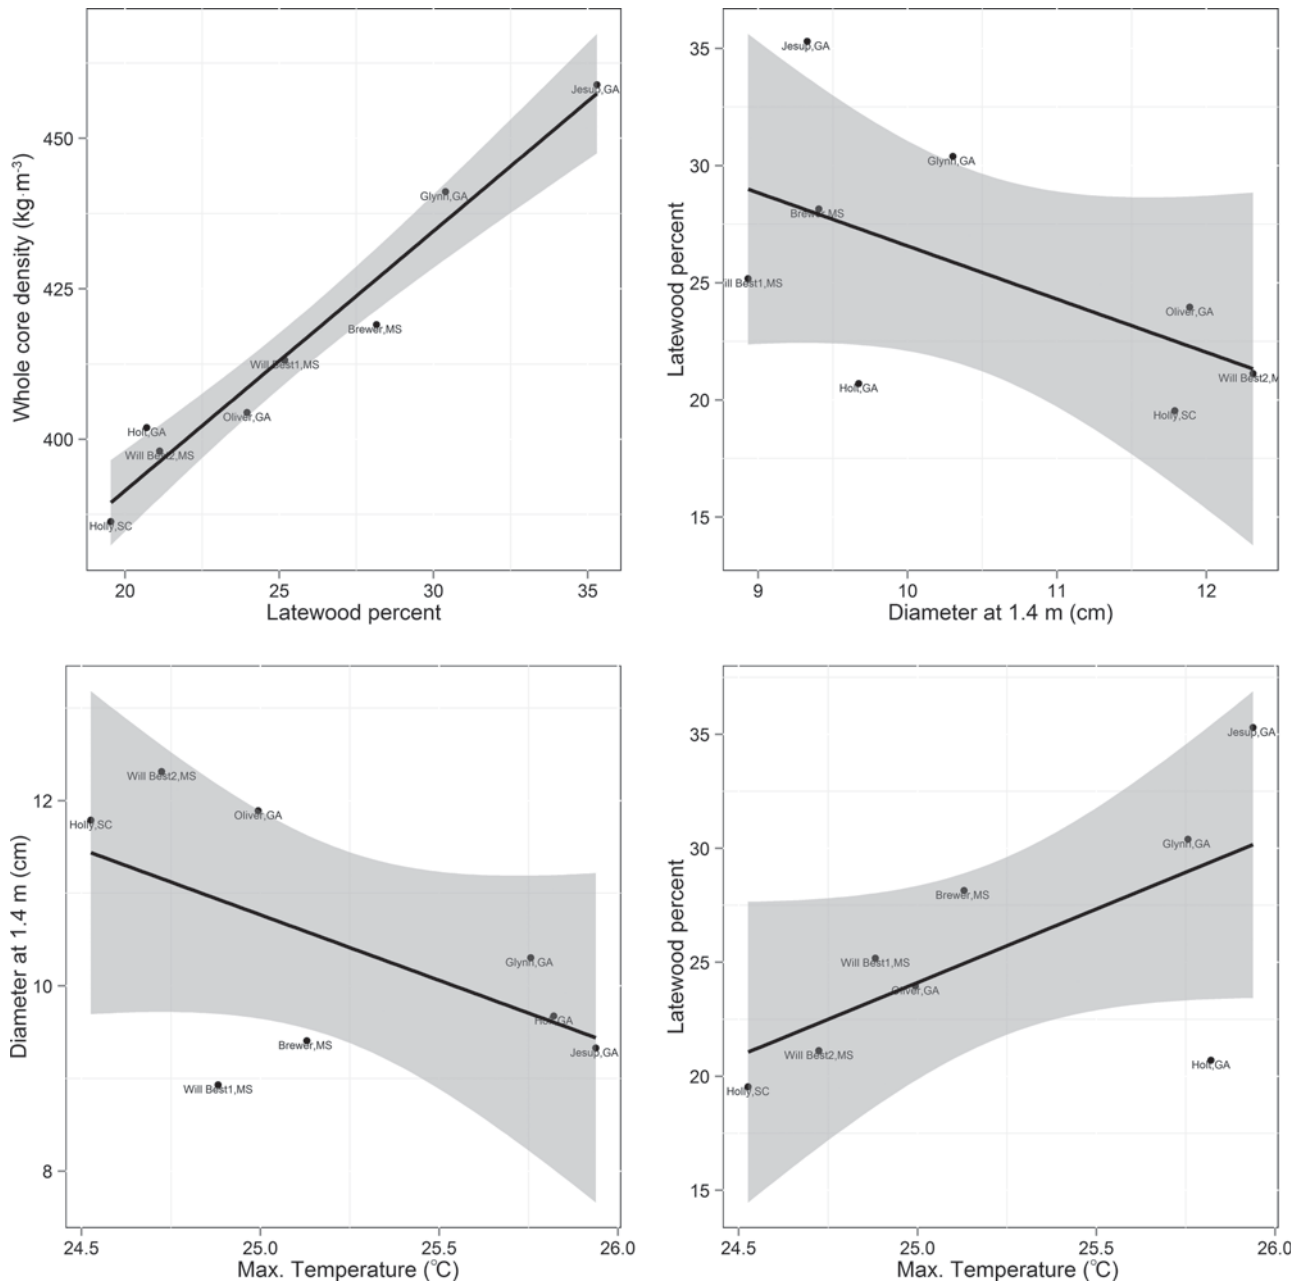 Whole core density (kg·m-3)
450
425
400
Jesup,GA
Glynn,GA
Brewer,MS
Will Best1,MS
Oliver,GA
Holt,GA
Will Best2,MS
Holly,SC
20 25 30 35
Latewood percent
Latewood percent
35
30
25
20
15
Jesup,GA
Glynn,GA
Brewer,MS
ill Best1,MS
Oliver,GA
Will Best2,M
Holt,GA
Holly,SC
9 10 11 12
Diameter at 1.4 m (cm)
Diameter at 1.4 m (cm)
12
10
8
Will Best2,MS
Oliver,GA
Holly,SC
Glynn,GA
Holt,GA
Brewer,MS
Jesup,GA
Will Best1,MS
24.5 25.0 25.5 26.0
Max. Temperature (°C)
Latewood percent
35
30
25
20
15
Jesup,GA
Glynn,GA
Brewer,MS
Will Best1,MS
Oliver,GA
Will Best2,MS
Holt,GA
Holly,SC
24.5 25.0 25.5 26.0
Max. Temperature (°C)